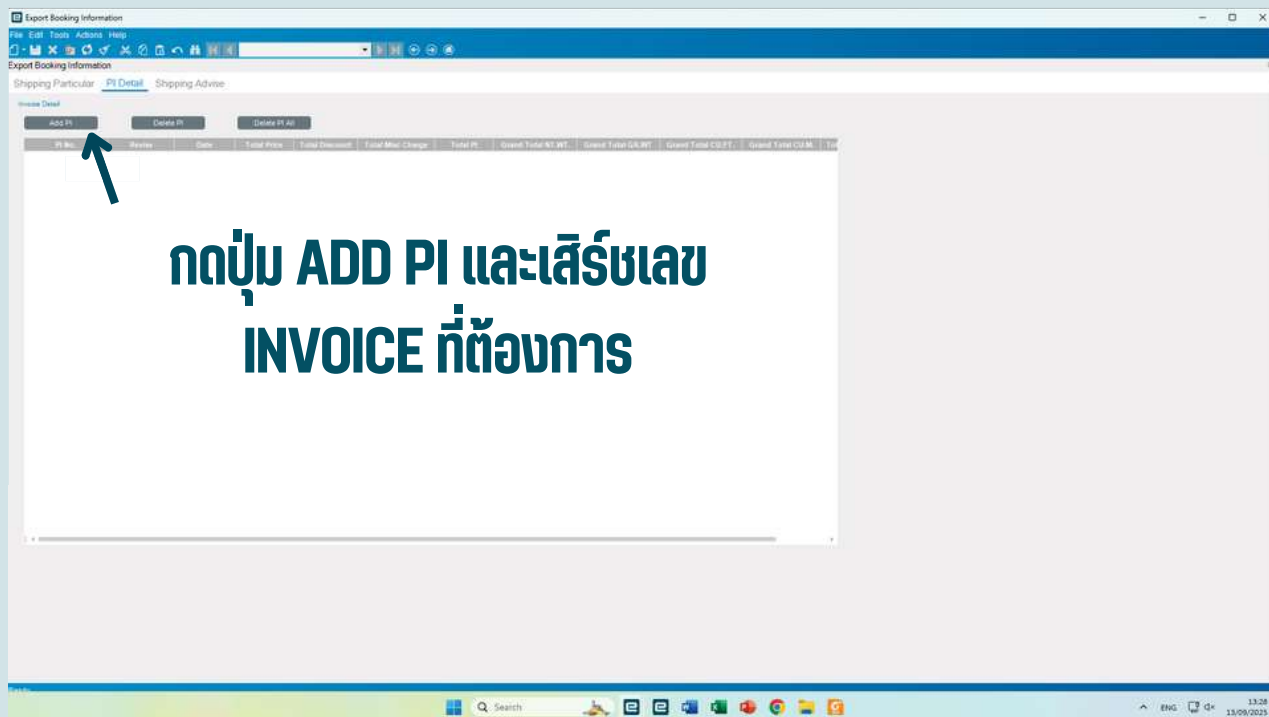 Export Booking Information
File Edit Tools Actions Help
Export Booking Information
Shipping Particular PI Detail Shipping Advise
Invoice Detail
Add PI Delete PI Delete PI All
PI No. Review Date Total Price Total Discount Total Misc Charge Total PI Grand Total NT.WT. Grand Total GR.WT Grand Total CU.FT. Grand Total CU.M. Tot
กดปุ่ม ADD PI และเสิร์ชเลข
INVOICE ที่ต้องการ
Ready
Search
ENG
13:28
13/09/2025